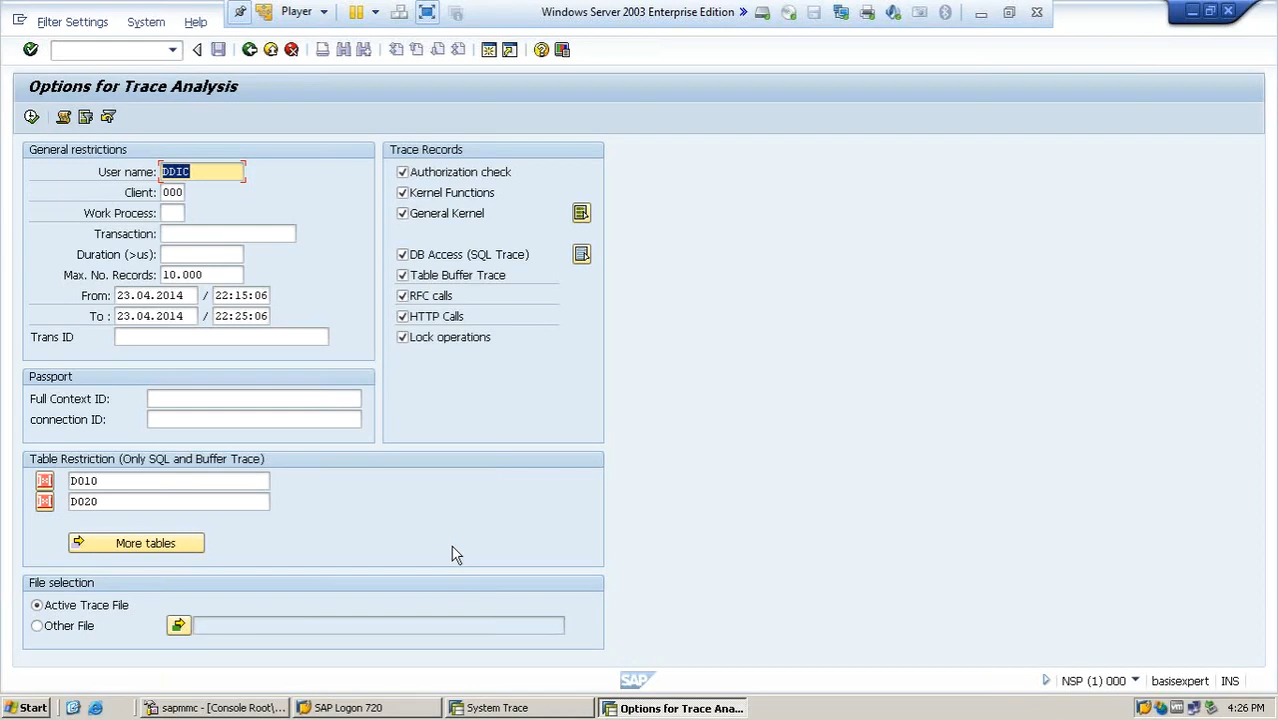 Filter Settings System Help
Player
Windows Server 2003 Enterprise Edition
Options for Trace Analysis
General restrictions
User name: DDIC
Client: 000
Work Process:
Transaction:
Duration (>us):
Max. No. Records: 10.000
From: 23.04.2014 / 22:15:06
To : 23.04.2014 / 22:25:06
Trans ID
Trace Records
Authorization check
Kernel Functions
General Kernel
DB Access (SQL Trace)
Table Buffer Trace
RFC calls
HTTP Calls
Lock operations
Passport
Full Context ID:
connection ID:
Table Restriction (Only SQL and Buffer Trace)
D010
D020
More tables
File selection
Active Trace File
Other File
SAP
NSP (1) 000 basisexpert INS
Start sapmmc - [Console Root\... SAP Logon 720 System Trace Options for Trace Ana... 4:26 PM